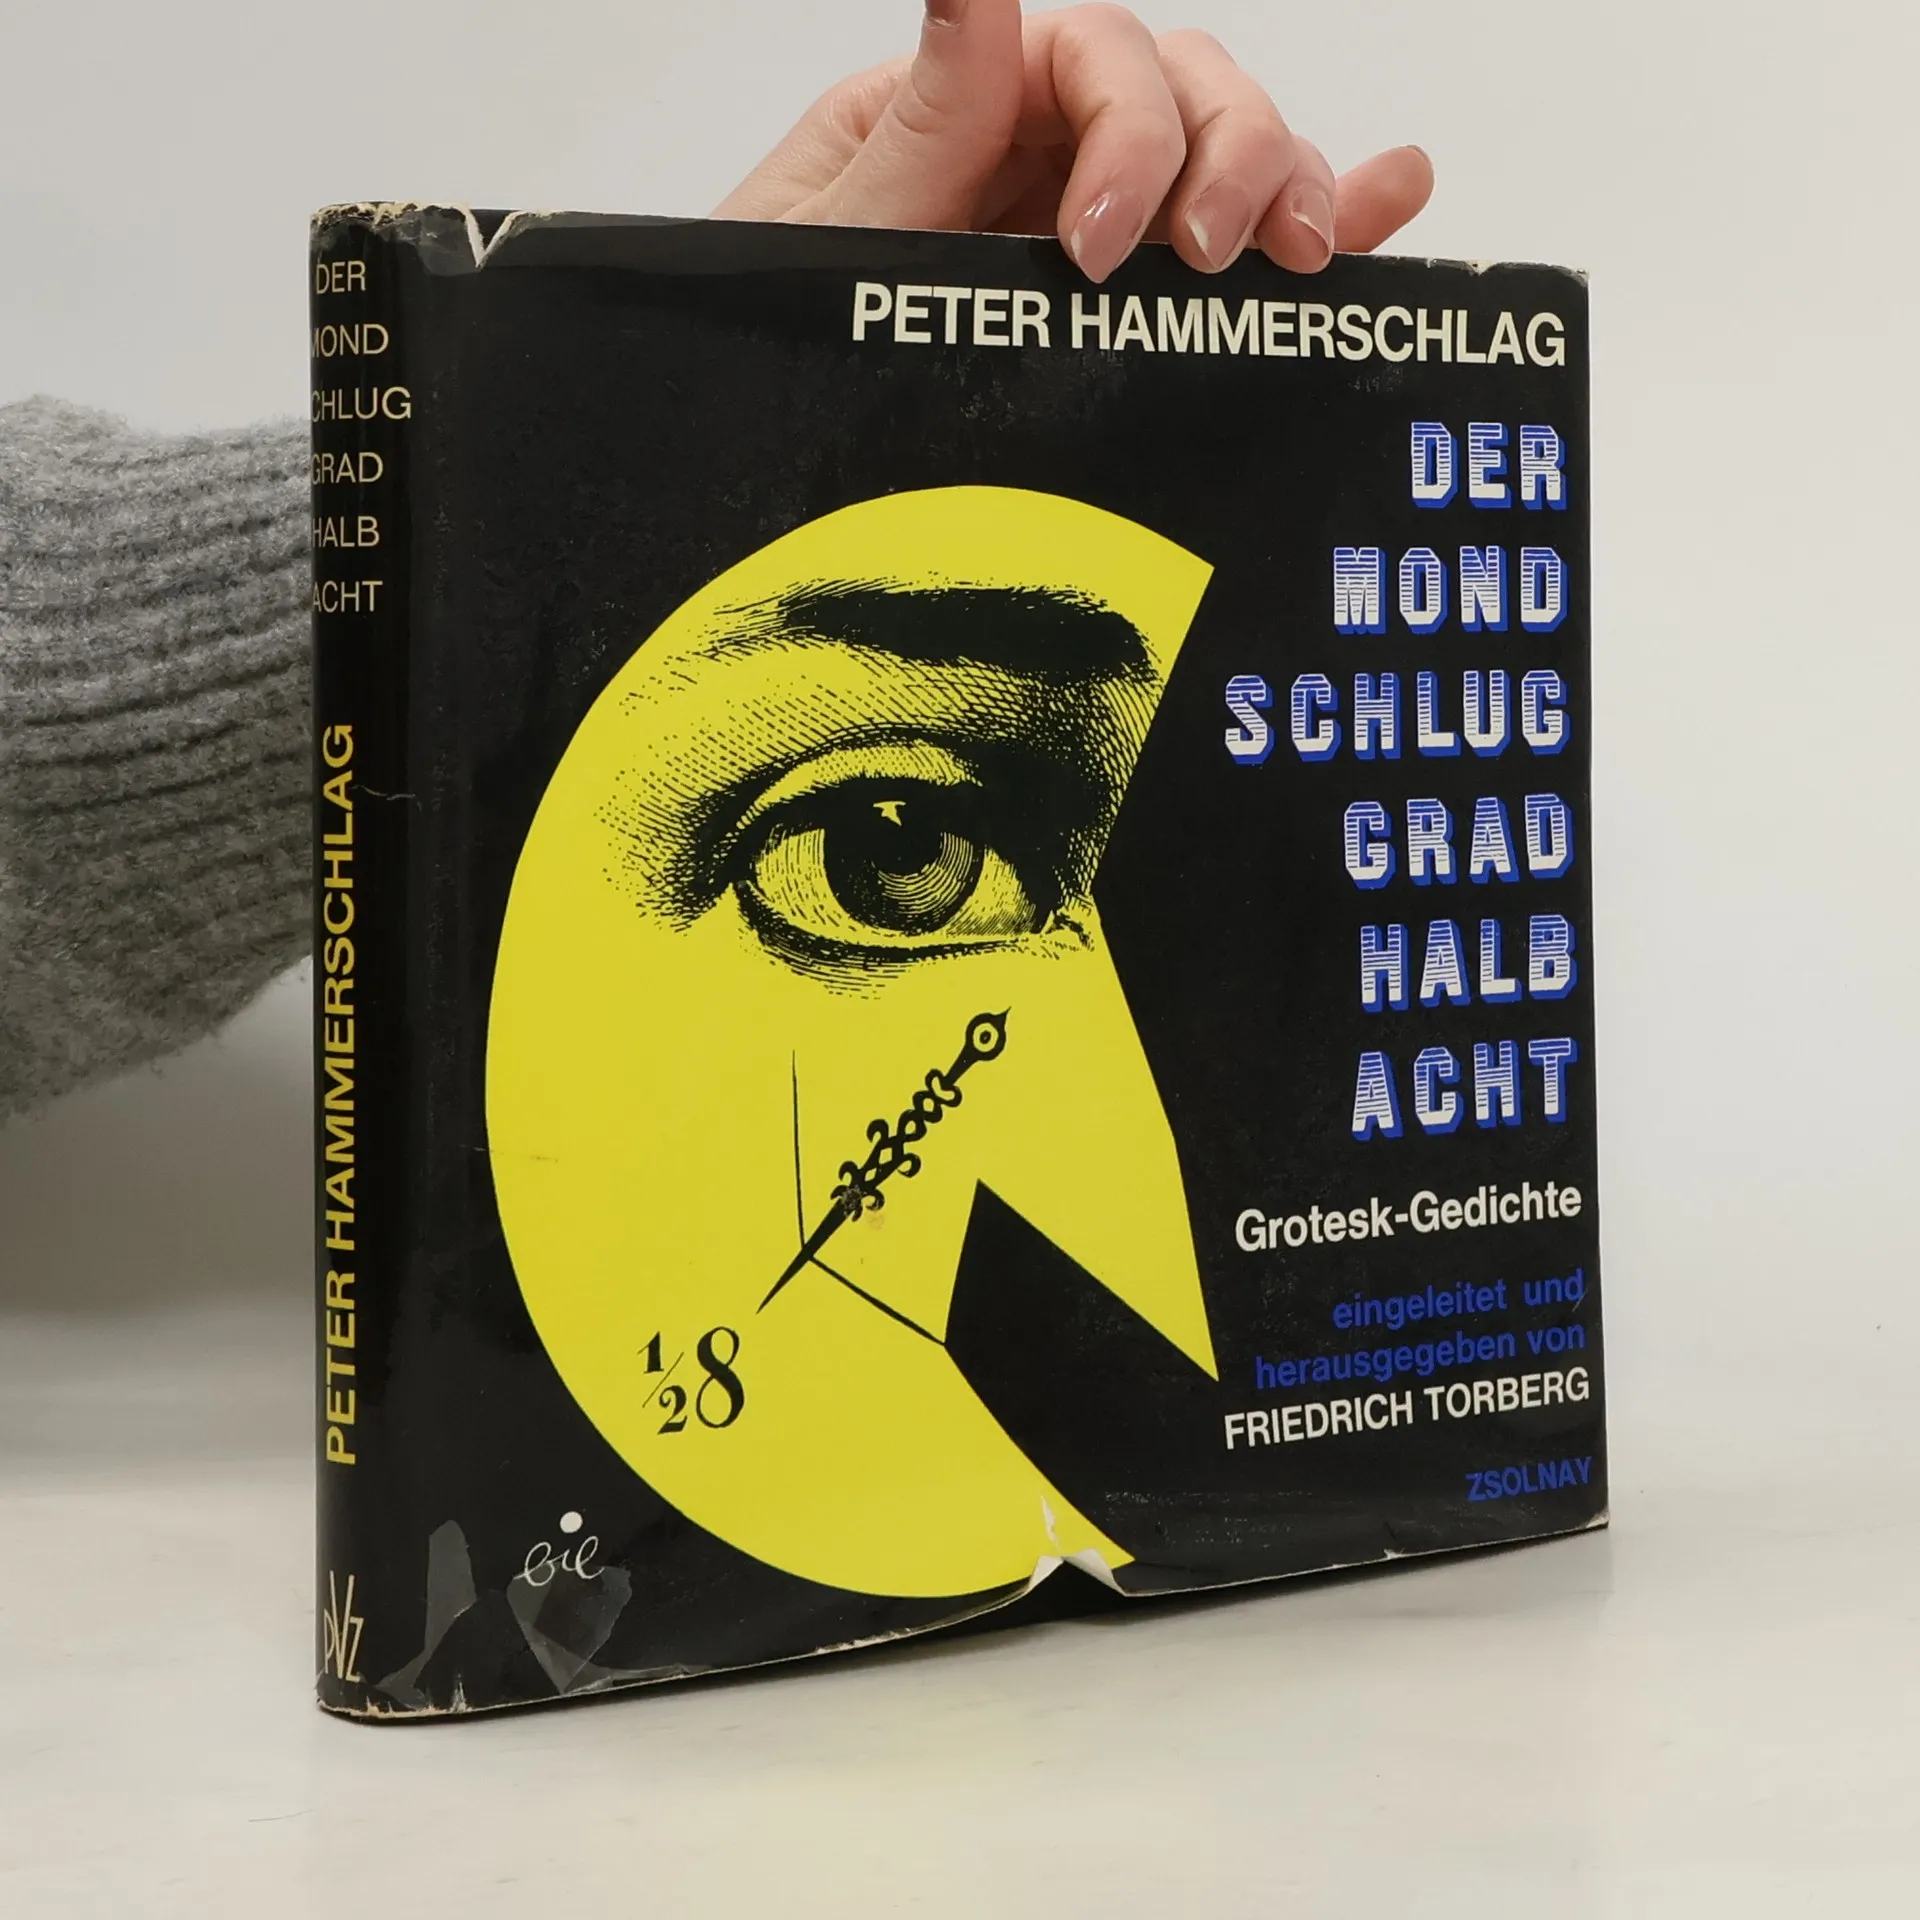 DER
MOND
SCHLUG
GRAD
HALB
ACHT
PETER HAMMERSCHLAG
PVZ
PETER HAMMERSCHLAG
DER
MOND
SCHLUG
GRAD
HALB
ACHT
Grotesk-Gedichte
eingeleitet und
herausgegeben von
FRIEDRICH TORBERG
ZSOLNAY
1/2 8